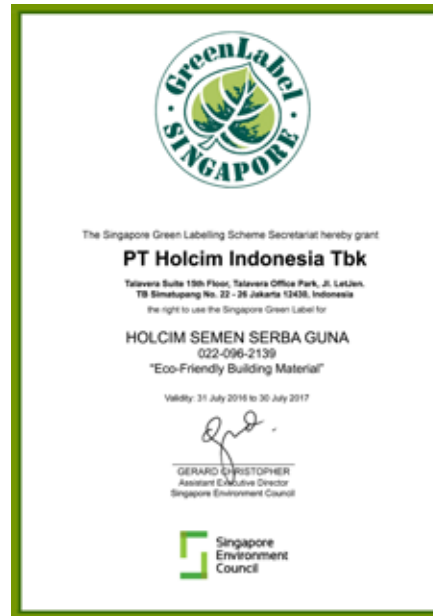 GreenLabel
SINGAPORE
The Singapore Green Labelling Scheme Secretariat hereby grant
PT Holcim Indonesia Tbk
Talavera Suite 15th Floor, Talavera Office Park, Jl. LetJen.
TB Simatupang No. 22 - 26 Jakarta 12430, Indonesia
the right to use the Singapore Green Label for
HOLCIM SEMEN SERBA GUNA
022-096-2139
"Eco-Friendly Building Material"
Validity: 31 July 2016 to 30 July 2017
GERARD CHRISTOPHER
Assistant Executive Director
Singapore Environment Council
Singapore
Environment
Council